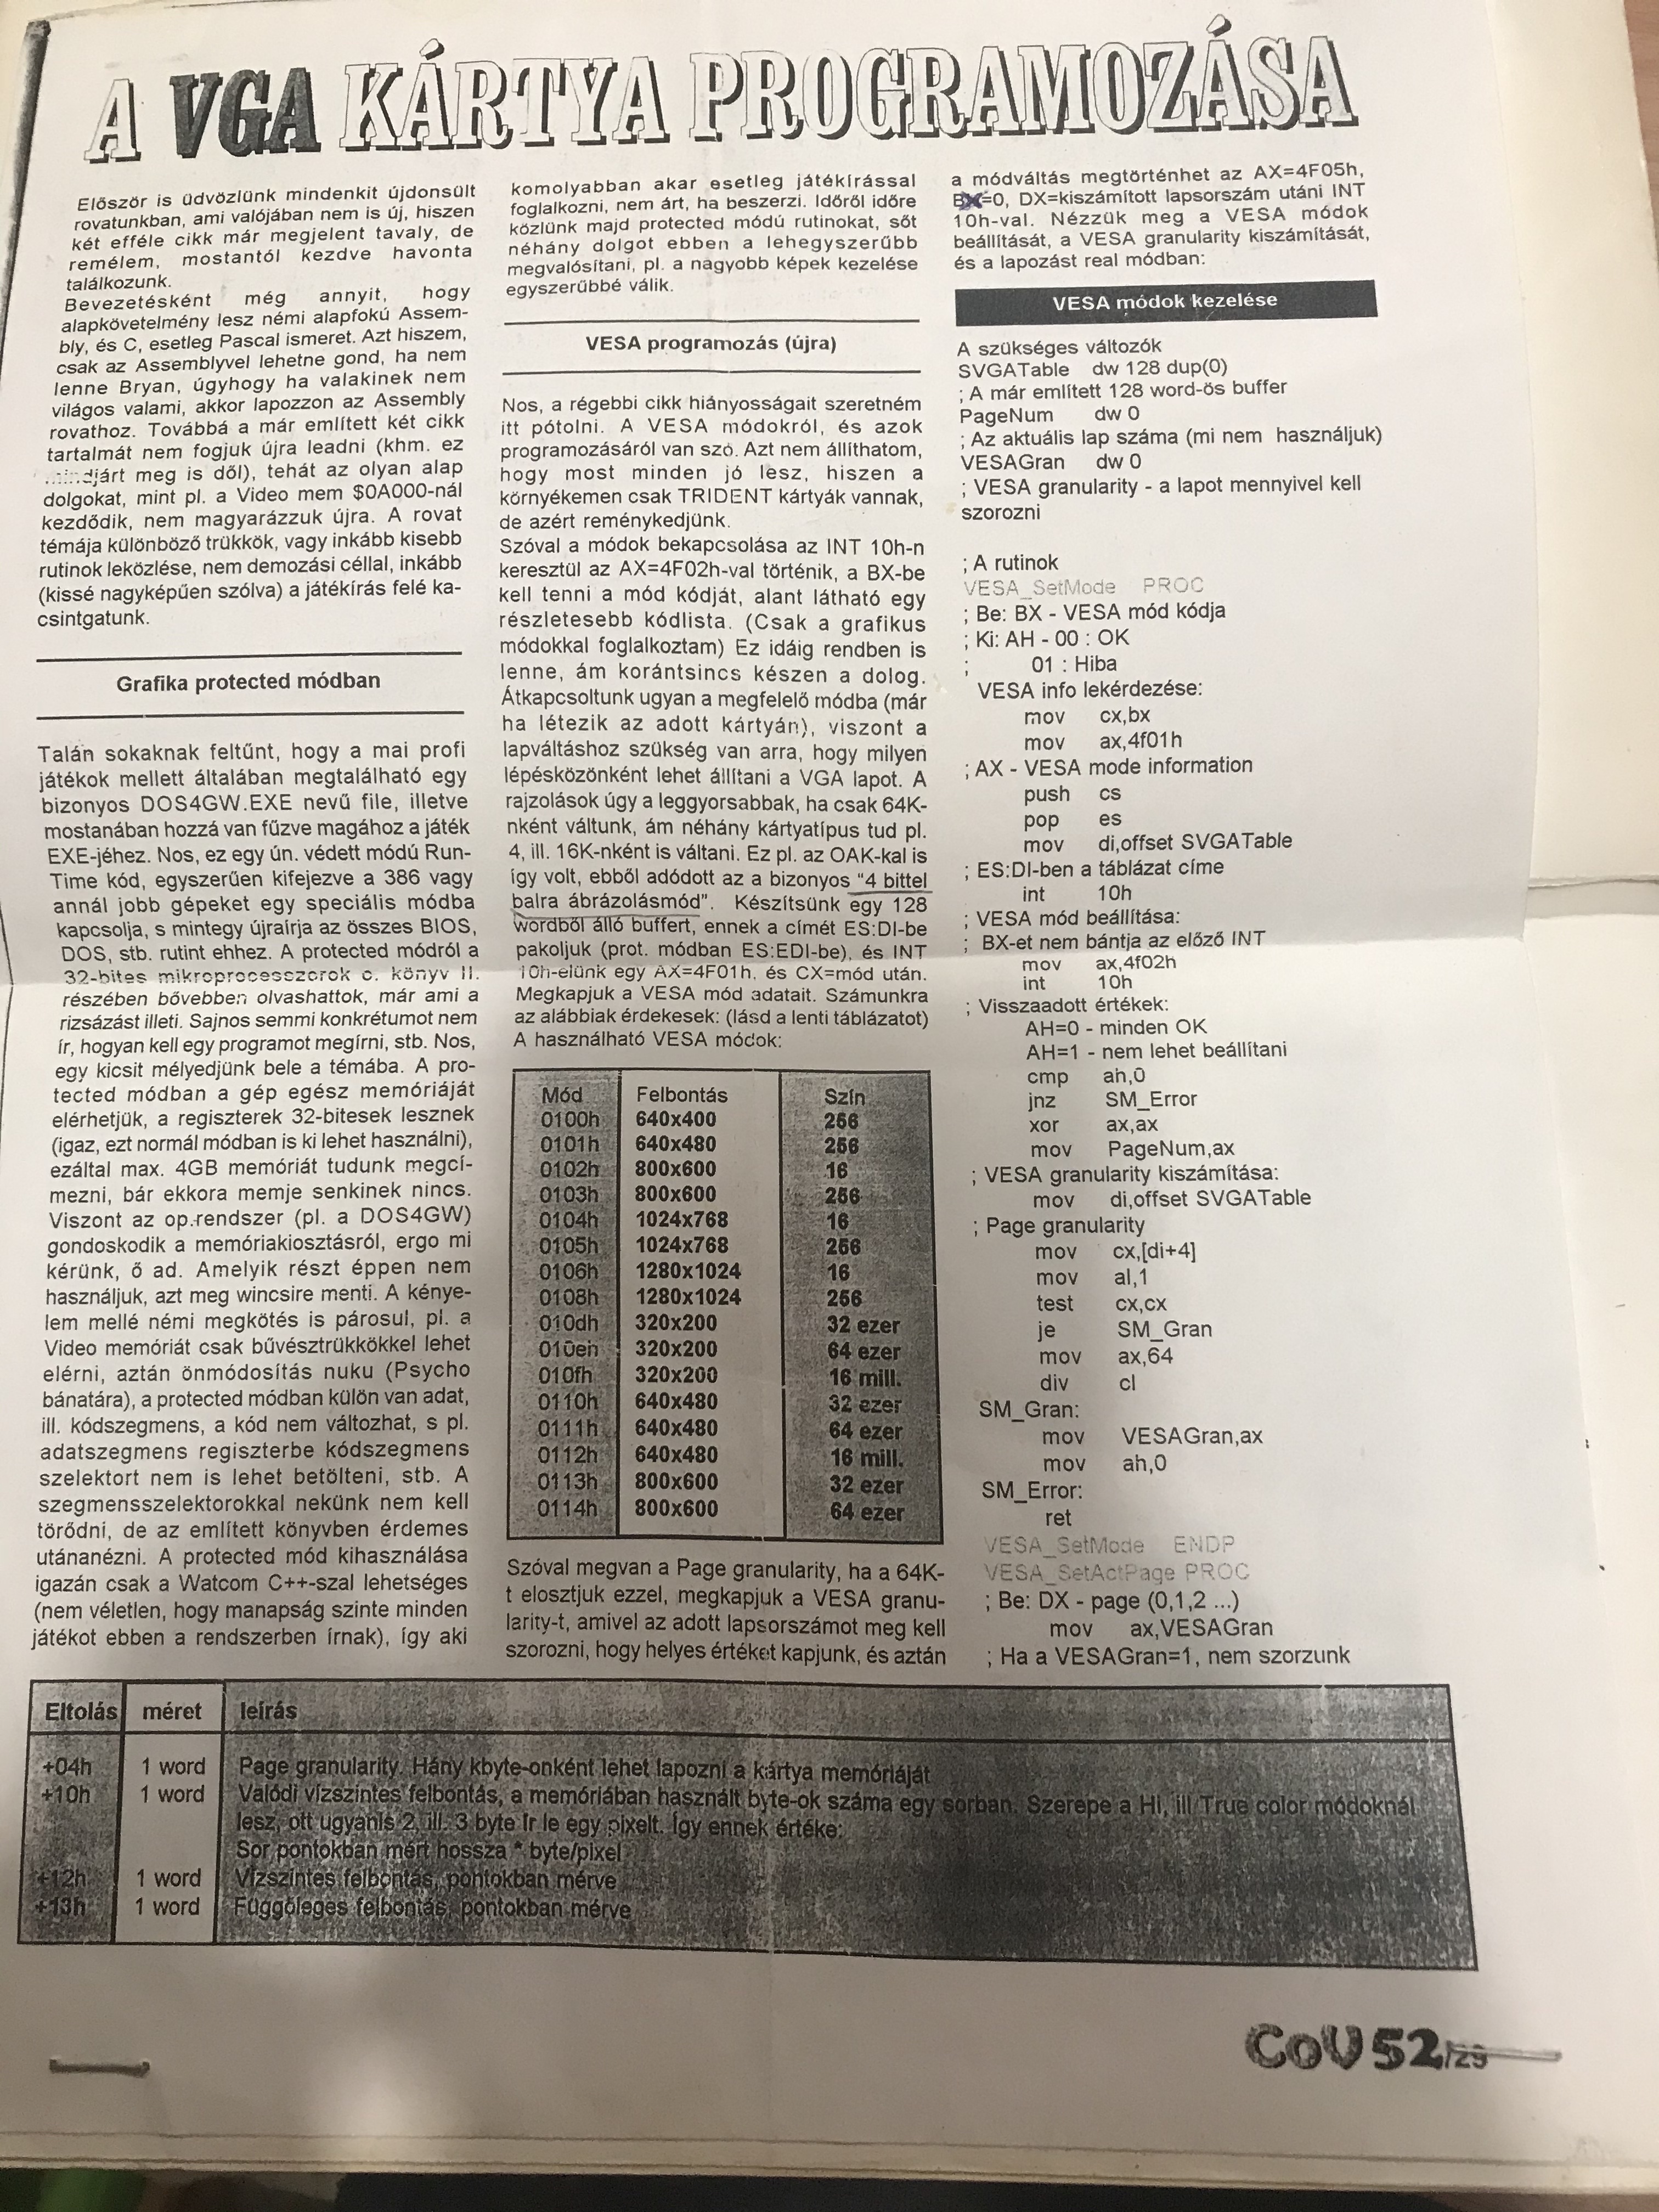 A VGA KÁRTYA PROGRAMOZÁSA
Először is üdvözlünk mindenkit újdonsült
rovatunkban, ami valójában nem is új, hiszen
két efféle cikk már megjelent tavaly, de
remélem, mostantól kezdve havonta
találkozunk.
Bevezetésként még annyit, hogy
alapkövetelmény lesz némi alapfokú Assem-
bly, és C, esetleg Pascal ismeret. Azt hiszem,
csak az Assemblyvel lehetne gond, ha nem
lenne Bryan, úgyhogy ha valakinek nem
világos valami, akkor lapozzon az Assembly
rovathoz. Továbbá a már említett két cikk
tartalmát nem fogjuk újra leadni (khm. ez
mindjárt meg is dől), tehát az olyan alap
dolgokat, mint pl. a Video mem $0A000-nál
kezdődik, nem magyarázzuk újra. A rovat
témája különböző trükkök, vagy inkább kisebb
rutinok leközlése, nem demozási céllal, inkább
(kissé nagyképűen szólva) a játékírás felé ka-
csintgatunk.
Grafika protected módban
Talán sokaknak feltűnt, hogy a mai profi
játékok mellett általában megtalálható egy
bizonyos DOS4GW.EXE nevű file, illetve
mostanában hozzá van fűzve magához a játék
EXE-jéhez. Nos, ez egy ún. védett módú Run-
Time kód, egyszerűen kifejezve a 386 vagy
annál jobb gépeket egy speciális módba
kapcsolja, s mintegy újraírja az összes BIOS,
DOS, stb. rutint ehhez. A protected módról a
32-bites mikroprocesszorok c. könyv II.
részében bővebben olvashattok, már ami a
rizsázást illeti. Sajnos semmi konkrétumot nem
ír, hogyan kell egy programot megírni, stb. Nos,
egy kicsit mélyedjünk bele a témába. A pro-
tected módban a gép egész memóriáját
elérhetjük, a regiszterek 32-bitesek lesznek
(igaz, ezt normál módban is ki lehet használni),
ezáltal max. 4GB memóriát tudunk megcí-
mezni, bár ekkora memje senkinek nincs.
Viszont az op.rendszer (pl. a DOS4GW)
gondoskodik a memóriakiosztásról, ergo mi
kérünk, ő ad. Amelyik részt éppen nem
használjuk, azt meg wincsire menti. A kénye-
lem mellé némi megkötés is párosul, pl. a
Video memóriát csak bűvésztrükkökkel lehet
elérni, aztán önmódosítás nuku (Psycho
bánatára), a protected módban külön van adat,
ill. kódszegmens, a kód nem változhat, s pl.
adatszegmens regiszterbe kódszegmens
szelektort nem is lehet betölteni, stb. A
szegmensszelektorokkal nekünk nem kell
törődni, de az említett könyvben érdemes
utánanézni. A protected mód kihasználása
igazán csak a Watcom C++-szal lehetséges
(nem véletlen, hogy manapság szinte minden
játékot ebben a rendszerben írnak), így aki
komolyabban akar esetleg játékírással
foglalkozni, nem árt, ha beszerzi. Időről időre
közlünk majd protected módú rutinokat, sőt
néhány dolgot ebben a lehegyszerűbb
megvalósítani, pl. a nagyobb képek kezelése
egyszerűbbé válik.
VESA programozás (újra)
Nos, a régebbi cikk hiányosságait szeretném
itt pótolni. A VESA módokról, és azok
programozásáról van szó. Azt nem állíthatom,
hogy most minden jó lesz, hiszen a
környékemen csak TRIDENT kártyák vannak,
de azért reménykedjünk.
Szóval a módok bekapcsolása az INT 10h-n
keresztül az AX=4F02h-val történik, a BX-be
kell tenni a mód kódját, alant látható egy
részletesebb kódlista. (Csak a grafikus
módokkal foglalkoztam) Ez idáig rendben is
lenne, ám korántsincs készen a dolog.
Átkapcsoltunk ugyan a megfelelő módba (már
ha létezik az adott kártyán), viszont a
lapváltáshoz szükség van arra, hogy milyen
lépésközönként lehet állítani a VGA lapot. A
rajzolások úgy a leggyorsabbak, ha csak 64K-
nként váltunk, ám néhány kártyatípus tud pl.
4, ill. 16K-nként is váltani. Ez pl. az OAK-kal is
így volt, ebből adódott az a bizonyos "4 bittel
balra ábrázolásmód". Készítsünk egy 128
wordből álló buffert, ennek a címét ES:DI-be
pakoljuk (prot. módban ES:EDI-be), és INT
10h-elünk egy AX=4F01h, és CX=mód után.
Megkapjuk a VESA mód adatait. Számunkra
az alábbiak érdekesek: (lásd a lenti táblázatot)
A használható VESA módok:
Mód Felbontás Szín
0100h 640x400 256
0101h 640x480 256
0102h 800x600 16
0103h 800x600 256
0104h 1024x768 16
0105h 1024x768 256
0106h 1280x1024 16
0108h 1280x1024 256
010dh 320x200 32 ezer
010eh 320x200 64 ezer
010fh 320x200 16 mill.
0110h 640x480 32 ezer
0111h 640x480 64 ezer
0112h 640x480 16 mill.
0113h 800x600 32 ezer
0114h 800x600 64 ezer
Szóval megvan a Page granularity, ha a 64K-
t elosztjuk ezzel, megkapjuk a VESA granu-
larity-t, amivel az adott lapsorszámot meg kell
szorozni, hogy helyes értéket kapjunk, és aztán
a módváltás megtörténhet az AX=4F05h,
BX=0, DX=kiszámított lapsorszám utáni INT
10h-val. Nézzük meg a VESA módok
beállítását, a VESA granularity kiszámítását,
és a lapozást real módban:
VESA módok kezelése
A szükséges változók
SVGATable dw 128 dup(0)
; A már említett 128 word-ös buffer
PageNum dw 0
; Az aktuális lap száma (mi nem használjuk)
VESAGran dw 0
; VESA granularity - a lapot mennyivel kell
szorozni
; A rutinok
VESA_SetMode PROC
; Be: BX - VESA mód kódja
; Ki: AH - 00 : OK
; 01 : Hiba
VESA info lekérdezése:
mov cx,bx
mov ax,4f01h
; AX - VESA mode information
push cs
pop es
mov di,offset SVGATable
; ES:DI-ben a táblázat címe
int 10h
; VESA mód beállítása:
; BX-et nem bántja az előző INT
mov ax,4f02h
int 10h
; Visszaadott értékek:
AH=0 - minden OK
AH=1 - nem lehet beállítani
cmp ah,0
jnz SM_Error
xor ax,ax
mov PageNum,ax
; VESA granularity kiszámítása:
mov di,offset SVGATable
; Page granularity
mov cx,[di+4]
mov al,1
test cx,cx
je SM_Gran
mov ax,64
div cl
SM_Gran:
mov VESAGran,ax
mov ah,0
SM_Error:
ret
VESA_SetMode ENDP
VESA_SetActPage PROC
; Be: DX - page (0,1,2 ...)
mov ax,VESAGran
; Ha a VESAGran=1, nem szorzunk
Eltolás méret leírás
+04h 1 word Page granularity. Hány kbyte-onként lehet lapozni a kártya memóriáját
+10h 1 word Valódi vízszintes felbontás, a memóriában használt byte-ok száma egy sorban. Szerepe a Hi, ill True color módoknál
lesz, ott ugyanis 2, ill. 3 byte ír le egy pixelt. Így ennek értéke:
Sor pontokban mért hossza * byte/pixel
+12h 1 word Vízszintes felbontás, pontokban mérve
+13h 1 word Függőleges felbontás, pontokban mérve
CoV 52/29